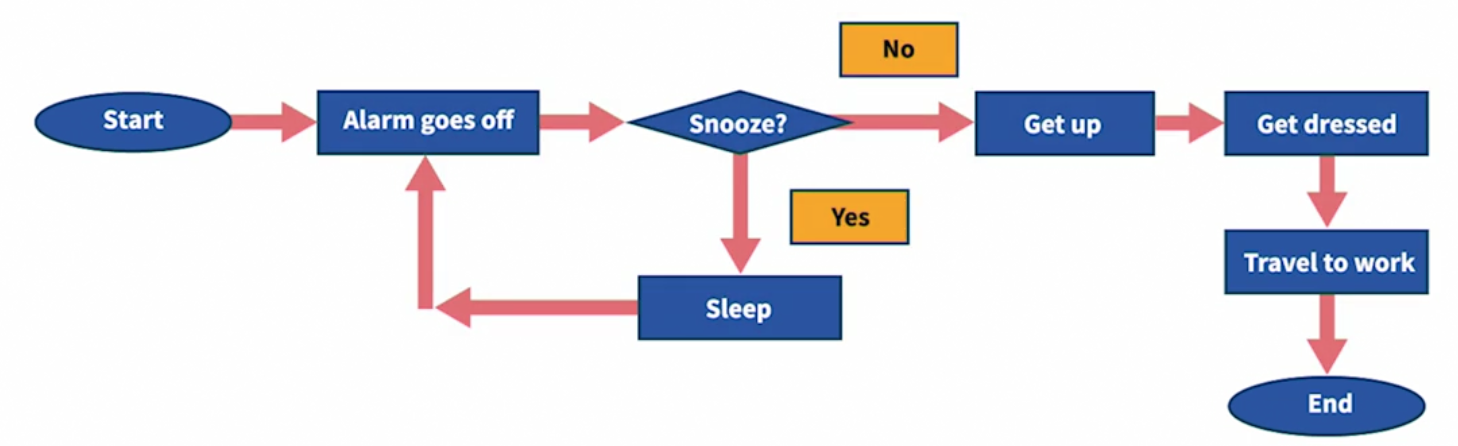 No
Start
Alarm goes off
Snooze?
Get up
Get dressed
Yes
Travel to work
Sleep
End